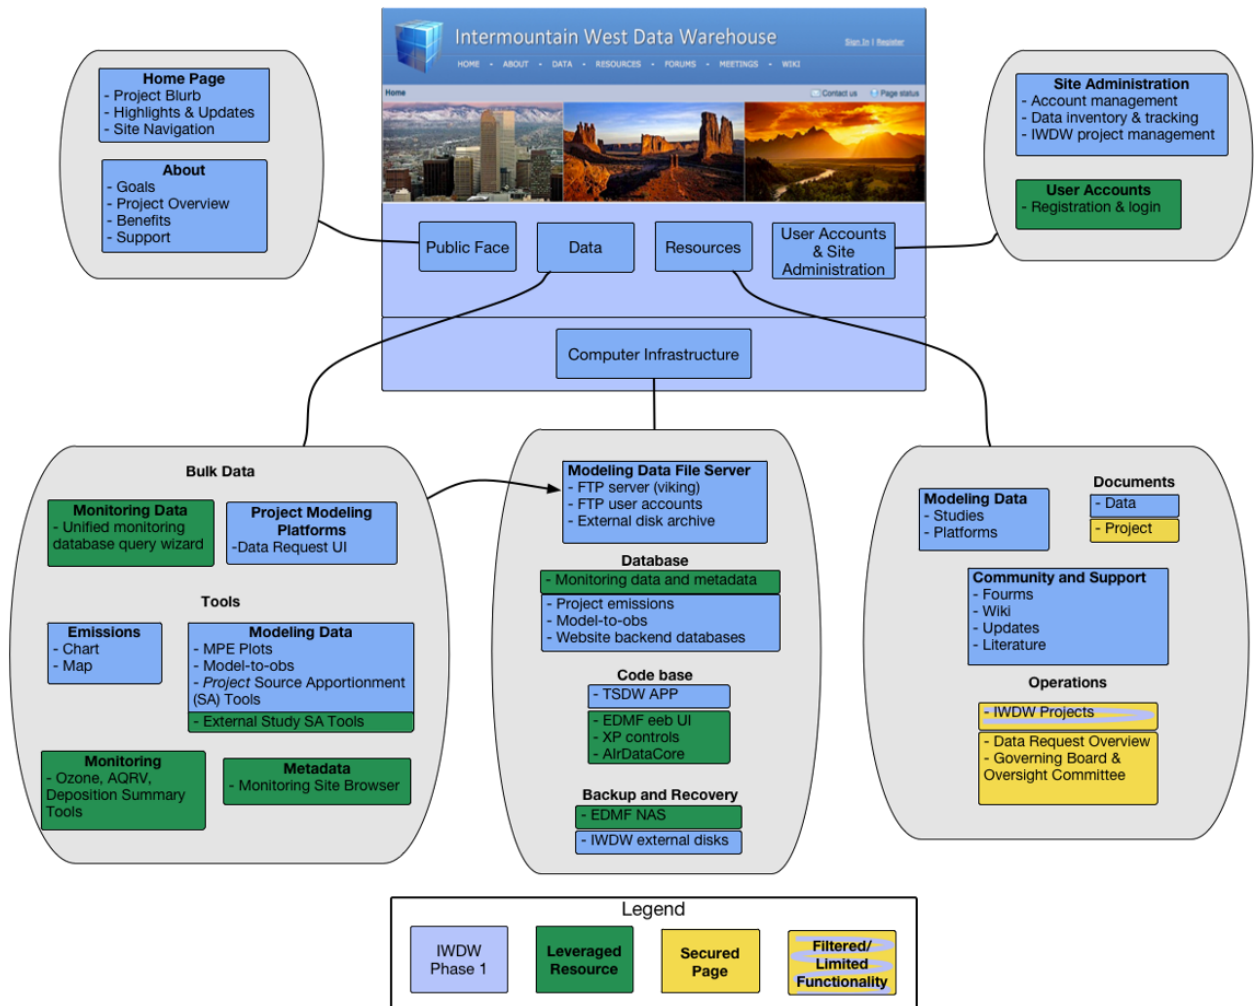 Intermountain West Data Warehouse
Sign In | Register
HOME - ABOUT - DATA - RESOURCES - FORUMS - MEETINGS - WIKI
Home
Contact us
Page status
Home Page
- Project Blurb
- Highlights & Updates
- Site Navigation
About
- Goals
- Project Overview
- Benefits
- Support
Site Administration
- Account management
- Data inventory & tracking
- IWDW project management
User Accounts
- Registration & login
Public Face
Data
Resources
User Accounts
& Site
Administration
Computer Infrastructure
Bulk Data
Monitoring Data
- Unified monitoring
database query wizard
Project Modeling
Platforms
-Data Request UI
Tools
Emissions
- Chart
- Map
Modeling Data
- MPE Plots
- Model-to-obs
- Project Source Apportionment
(SA) Tools
- External Study SA Tools
Monitoring
- Ozone, AQRV,
Deposition Summary
Tools
Metadata
- Monitoring Site Browser
Modeling Data File Server
- FTP server (viking)
- FTP user accounts
- External disk archive
Database
- Monitoring data and metadata
- Project emissions
- Model-to-obs
- Website backend databases
Code base
- TSDW APP
- EDMF eeb UI
- XP controls
- AIrDataCore
Backup and Recovery
- EDMF NAS
- IWDW external disks
Modeling Data
- Studies
- Platforms
Documents
- Data
- Project
Community and Support
- Fourms
- Wiki
- Updates
- Literature
Operations
- IWDW Projects
- Data Request Overview
- Governing Board &
Oversight Committee
Legend
IWDW
Phase 1
Leveraged
Resource
Secured
Page
Filtered/
Limited
Functionality